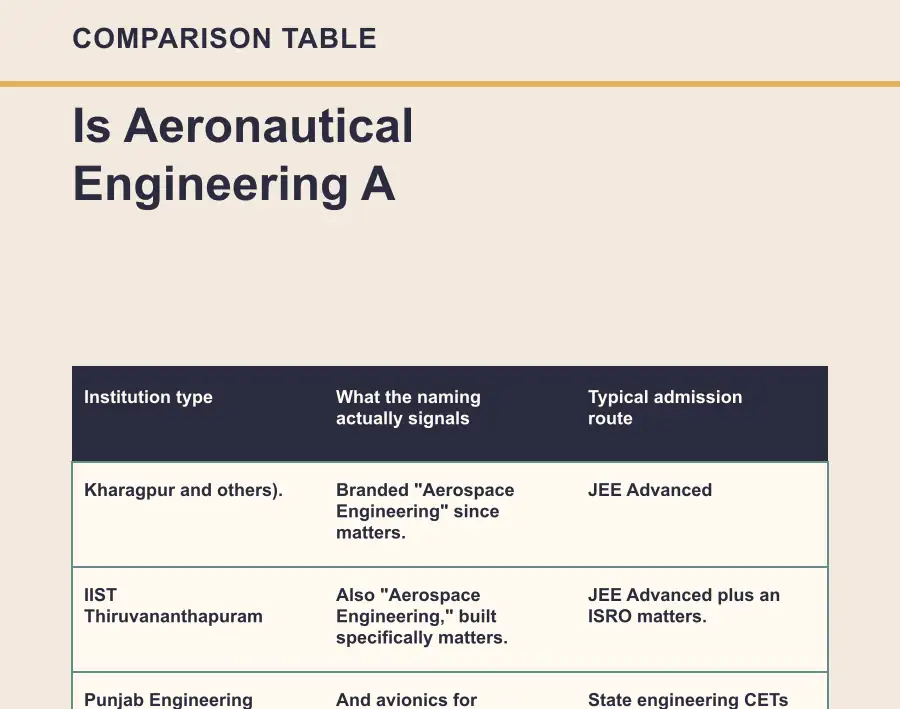 COMPARISON TABLE
Is Aeronautical
Engineering A
Institution type
What the naming
actually signals
Typical admission
route
Kharagpur and others).
Branded "Aerospace
Engineering" since
matters.
JEE Advanced
IIST
Thiruvananthapuram
Also "Aerospace
Engineering," built
specifically matters.
JEE Advanced plus an
ISRO matters.
Punjab Engineering
And avionics for
State engineering CETs